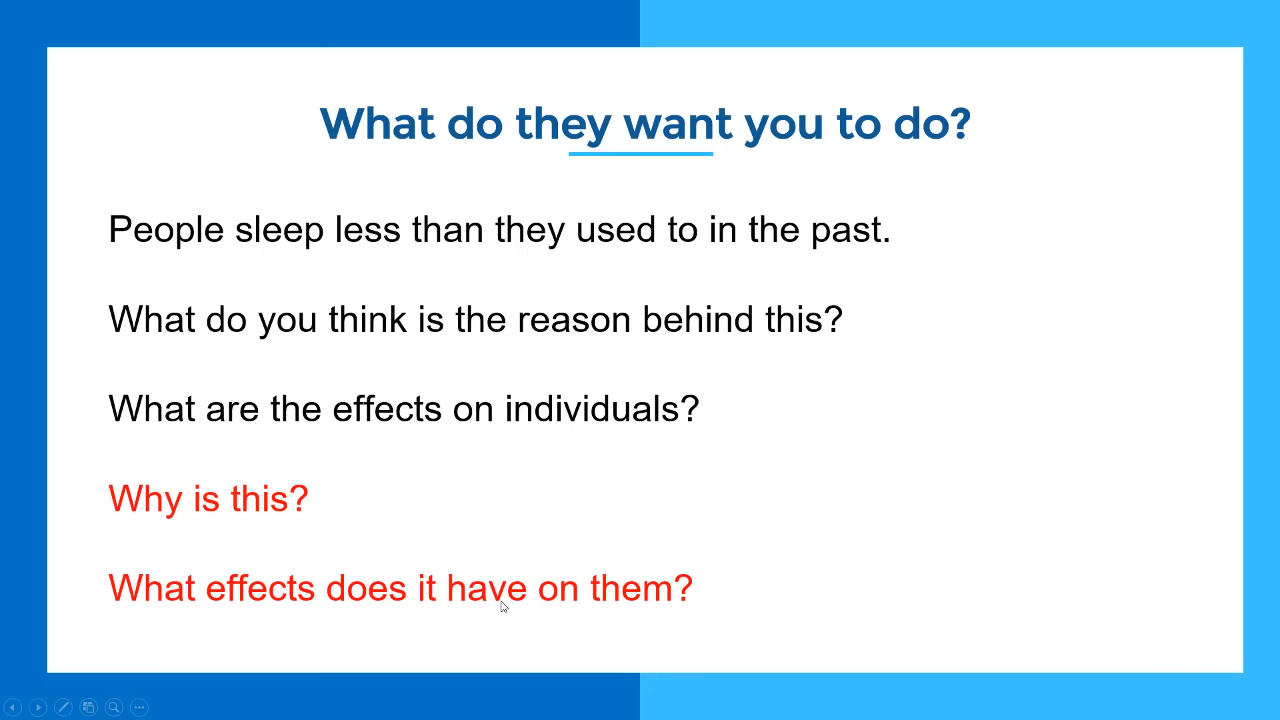 What do they want you to do?
People sleep less than they used to in the past.
What do you think is the reason behind this?
What are the effects on individuals?
Why is this?
What effects does it have on them?